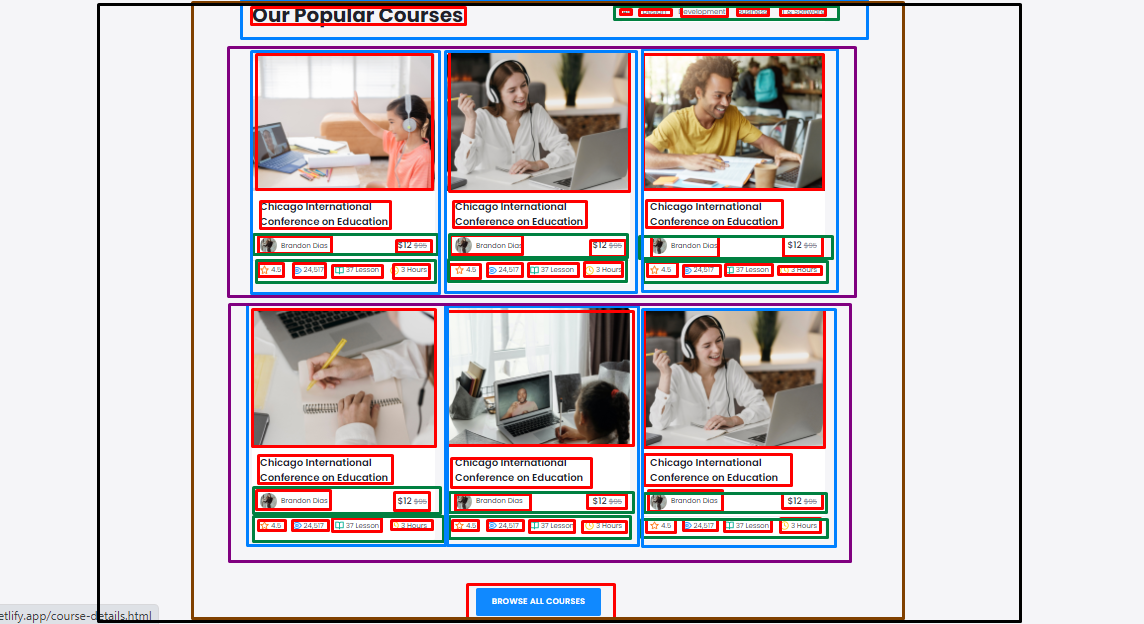 Our Popular Courses
Development Business
Chicago International
Conference on Education
Brandon Dias $12 $95
4.5 24,517 37 Lesson 3 Hours
Chicago International
Conference on Education
Brandon Dias $12 $95
4.5 24,517 37 Lesson 3 Hours
Chicago International
Conference on Education
Brandon Dias $12 $95
4.5 24,517 37 Lesson 3 Hours
Chicago International
Conference on Education
Brandon Dias $12 $95
4.5 24,517 37 Lesson 3 Hours
Chicago International
Conference on Education
Brandon Dias $12 $95
4.5 24,517 37 Lesson 3 Hours
Chicago International
Conference on Education
Brandon Dias $12 $95
4.5 24,517 37 Lesson 3 Hours
BROWSE ALL COURSES
etlify.app/course-details.html